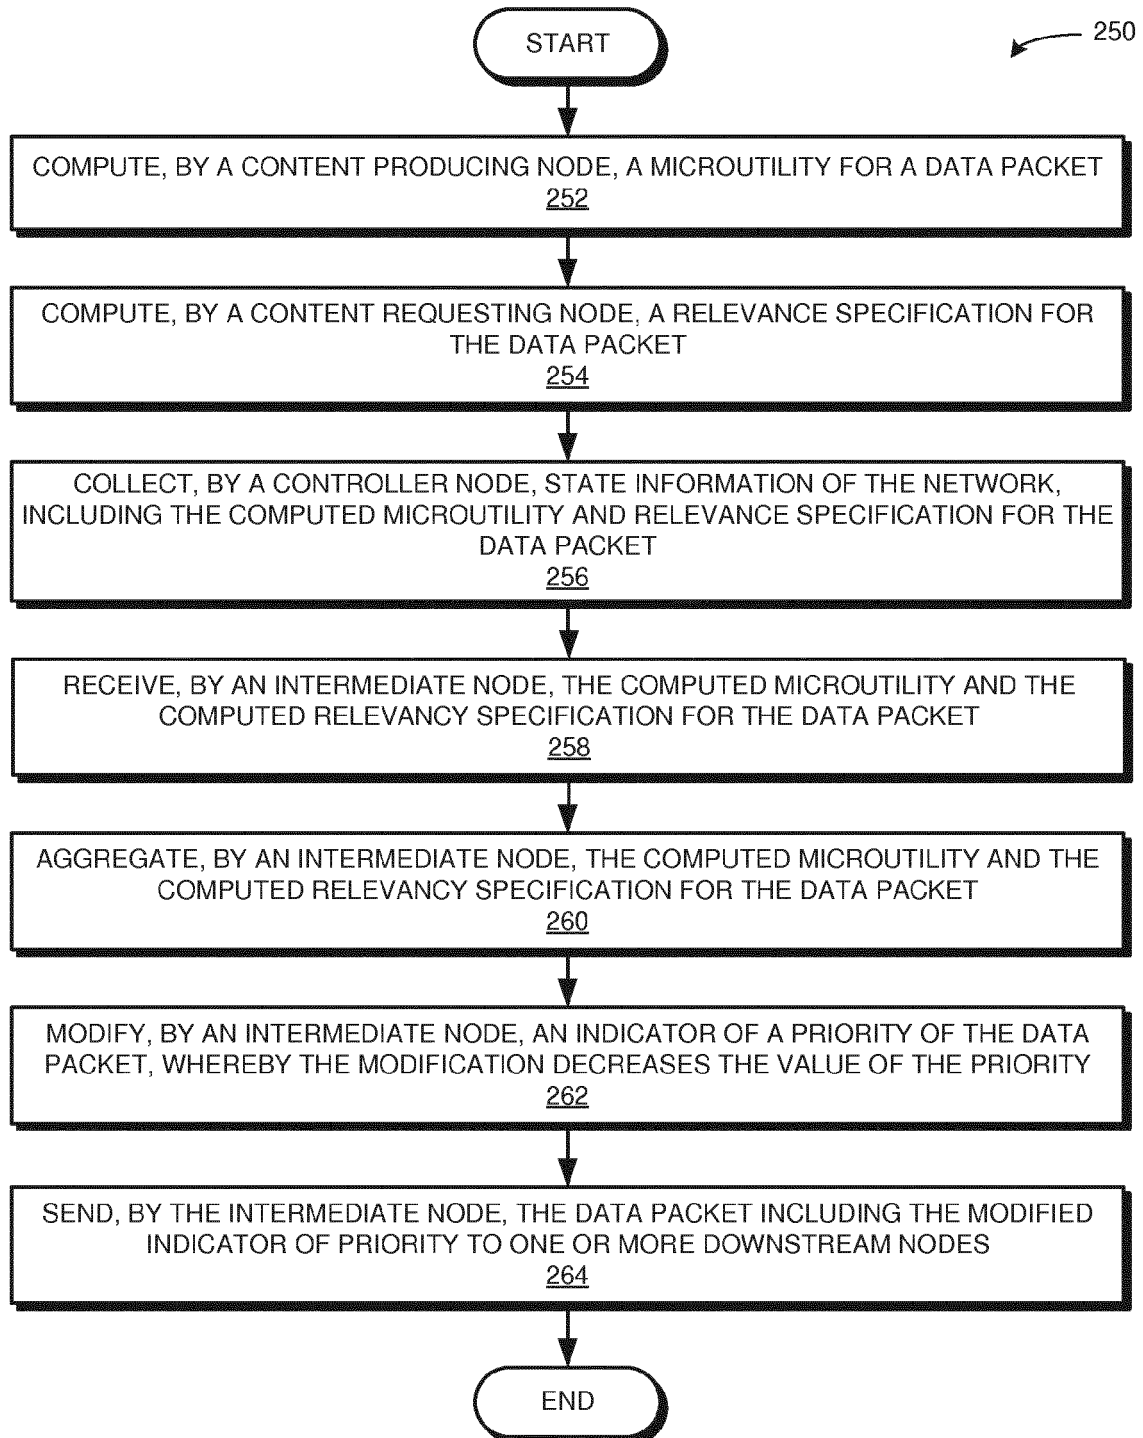 START
250
COMPUTE, BY A CONTENT PRODUCING NODE, A MICROUTILITY FOR A DATA PACKET
252
COMPUTE, BY A CONTENT REQUESTING NODE, A RELEVANCE SPECIFICATION FOR
THE DATA PACKET
254
COLLECT, BY A CONTROLLER NODE, STATE INFORMATION OF THE NETWORK,
INCLUDING THE COMPUTED MICROUTILITY AND RELEVANCE SPECIFICATION FOR THE
DATA PACKET
256
RECEIVE, BY AN INTERMEDIATE NODE, THE COMPUTED MICROUTILITY AND THE
COMPUTED RELEVANCY SPECIFICATION FOR THE DATA PACKET
258
AGGREGATE, BY AN INTERMEDIATE NODE, THE COMPUTED MICROUTILITY AND THE
COMPUTED RELEVANCY SPECIFICATION FOR THE DATA PACKET
260
MODIFY, BY AN INTERMEDIATE NODE, AN INDICATOR OF A PRIORITY OF THE DATA
PACKET, WHEREBY THE MODIFICATION DECREASES THE VALUE OF THE PRIORITY
262
SEND, BY THE INTERMEDIATE NODE, THE DATA PACKET INCLUDING THE MODIFIED
INDICATOR OF PRIORITY TO ONE OR MORE DOWNSTREAM NODES
264
END